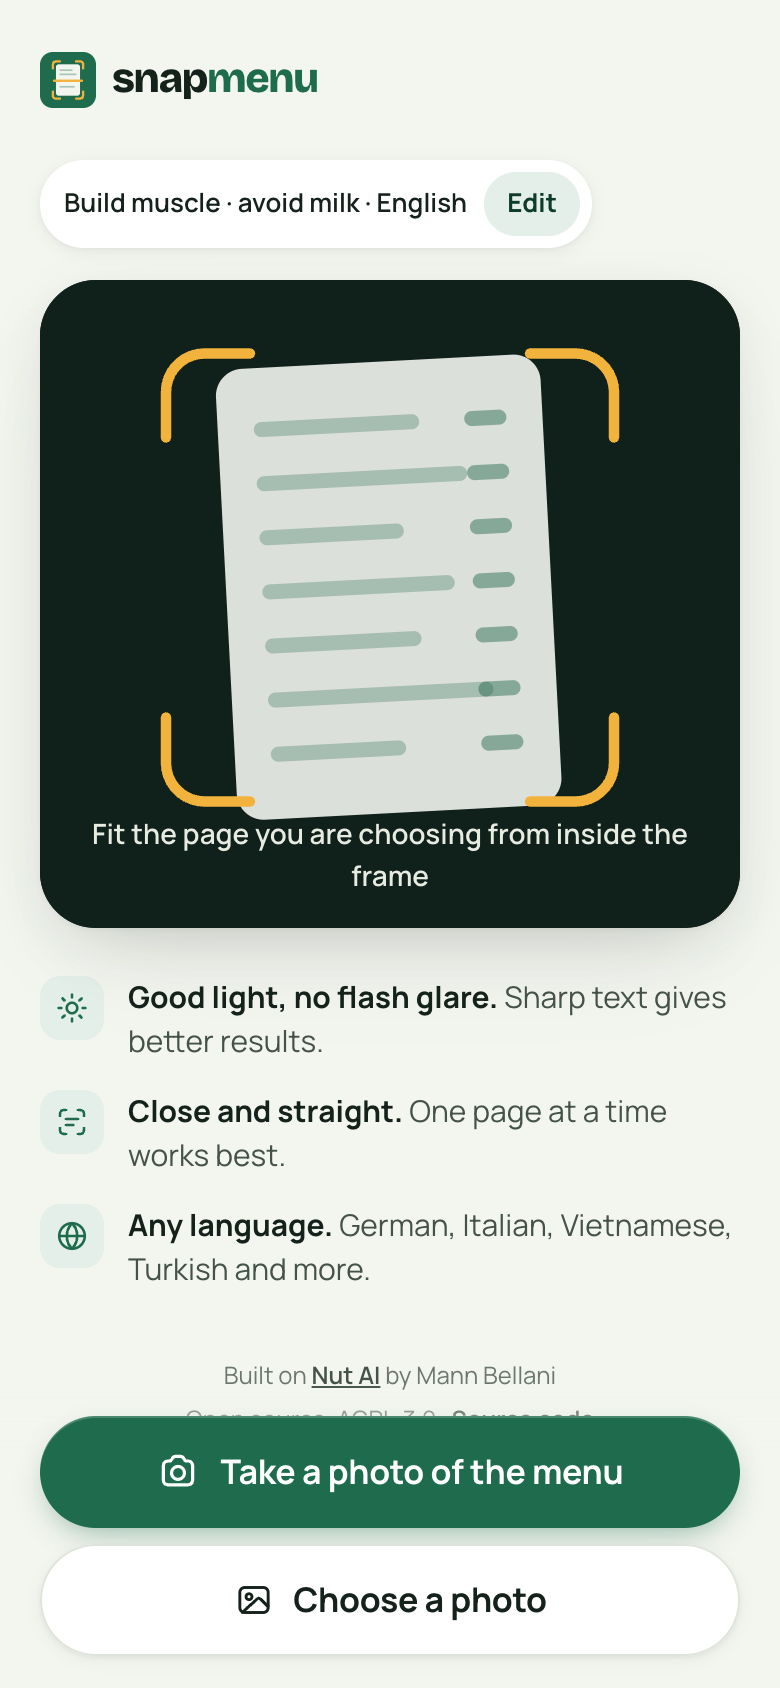 snapmenu
Build muscle · avoid milk · English Edit
Fit the page you are choosing from inside the
frame
Good light, no flash glare. Sharp text gives
better results.
Close and straight. One page at a time
works best.
Any language. German, Italian, Vietnamese,
Turkish and more.
Built on Nut AI by Mann Bellani
Take a photo of the menu
Choose a photo